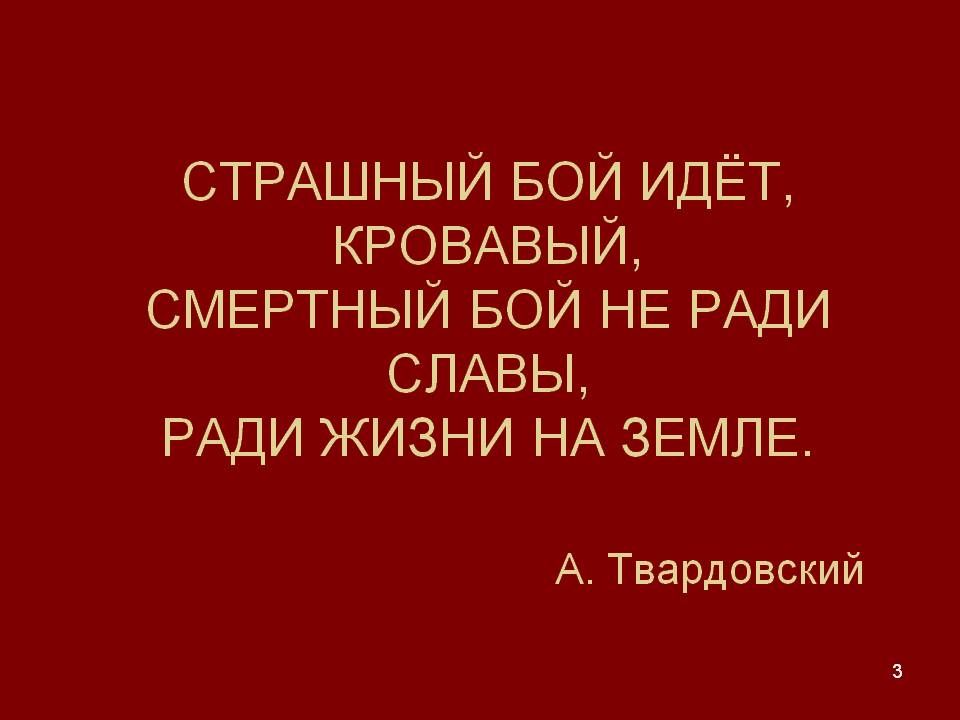 СТРАШНЫЙ БОЙ ИДЁТ,
КРОВАВЫЙ,
СМЕРТНЫЙ БОЙ НЕ РАДИ
СЛАВЫ,
РАДИ ЖИЗНИ НА ЗЕМЛЕ.
А. Твардовский
3